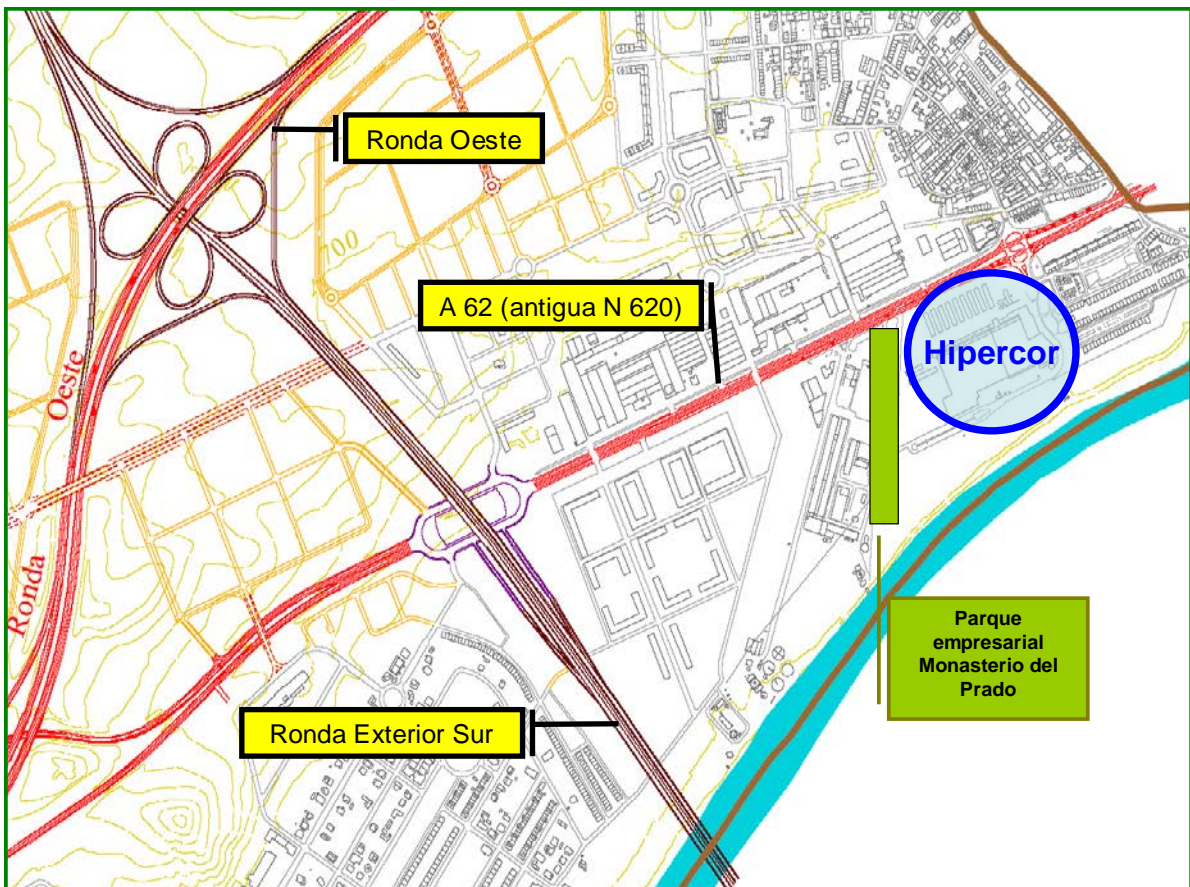 Ronda Oeste
700
A 62 (antigua N 620)
Hipercor
Oeste
Ronda
Parque
empresarial
Monasterio del
Prado
Ronda Exterior Sur